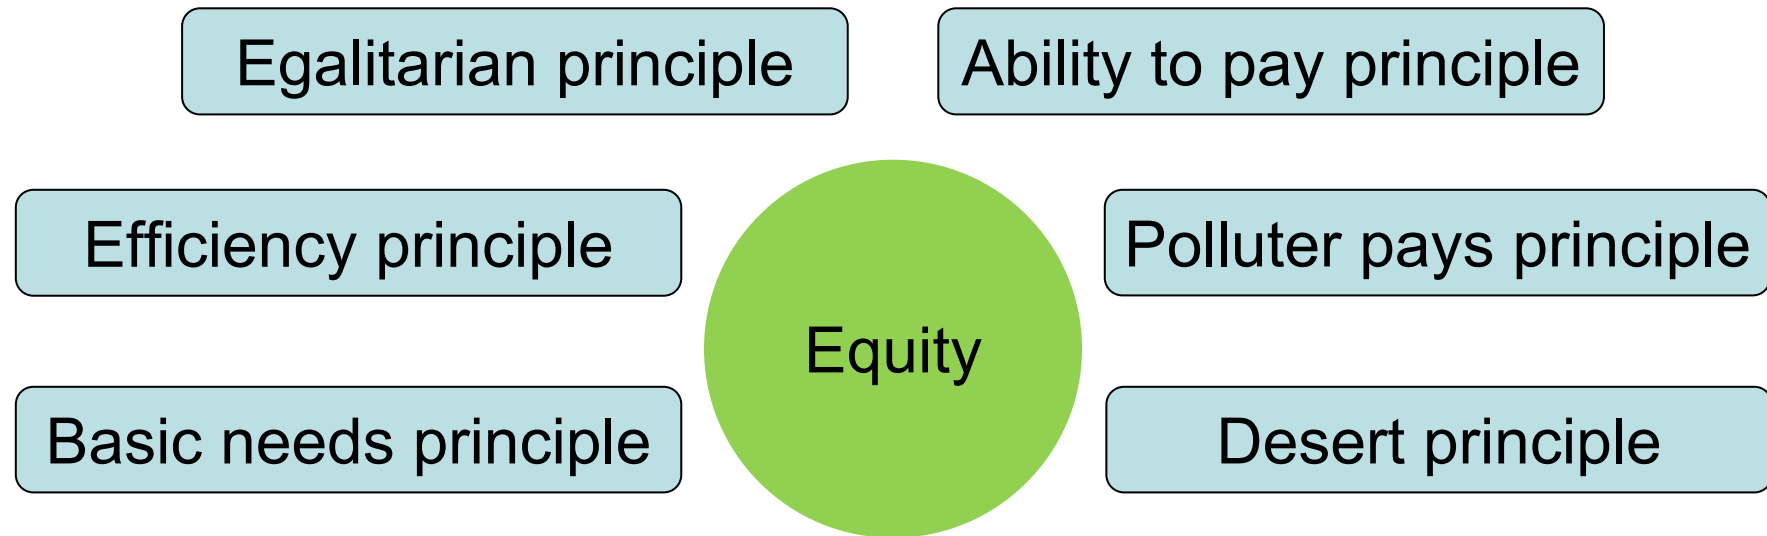 Egalitarian principle
Ability to pay principle
Efficiency principle
Polluter pays principle
Equity
Basic needs principle
Desert principle